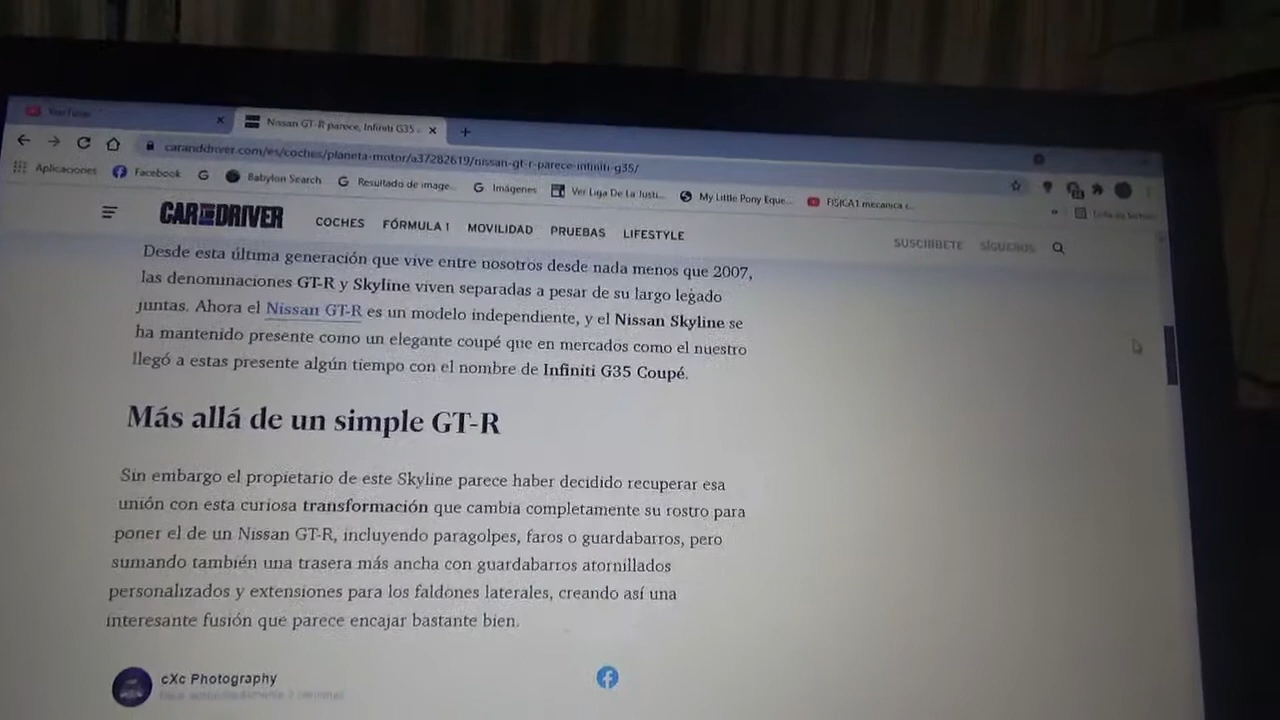 Nissan GT-R parece, Infiniti G35
caranddriver.com/es/coches/planeta-motor/a37282619/nissan-gt-r-parece-infiniti-g35/
Aplicaciones Facebook Babylon Search Resultado de image... Imágenes Ver Liga De La Justi... My Little Pony Eque... FISICA1 mecanica c...
CAR AND DRIVER COCHES FÓRMULA 1 MOVILIDAD PRUEBAS LIFESTYLE SUSCRÍBETE SÍGUENOS
Desde esta última generación que vive entre nosotros desde nada menos que 2007,
las denominaciones GT-R y Skyline viven separadas a pesar de su largo legado
juntas. Ahora el Nissan GT-R es un modelo independiente, y el Nissan Skyline se
ha mantenido presente como un elegante coupé que en mercados como el nuestro
llegó a estas presente algún tiempo con el nombre de Infiniti G35 Coupé.
Más allá de un simple GT-R
Sin embargo el propietario de este Skyline parece haber decidido recuperar esa
unión con esta curiosa transformación que cambia completamente su rostro para
poner el de un Nissan GT-R, incluyendo paragolpes, faros o guardabarros, pero
sumando también una trasera más ancha con guardabarros atornillados
personalizados y extensiones para los faldones laterales, creando así una
interesante fusión que parece encajar bastante bien.
cXc Photography